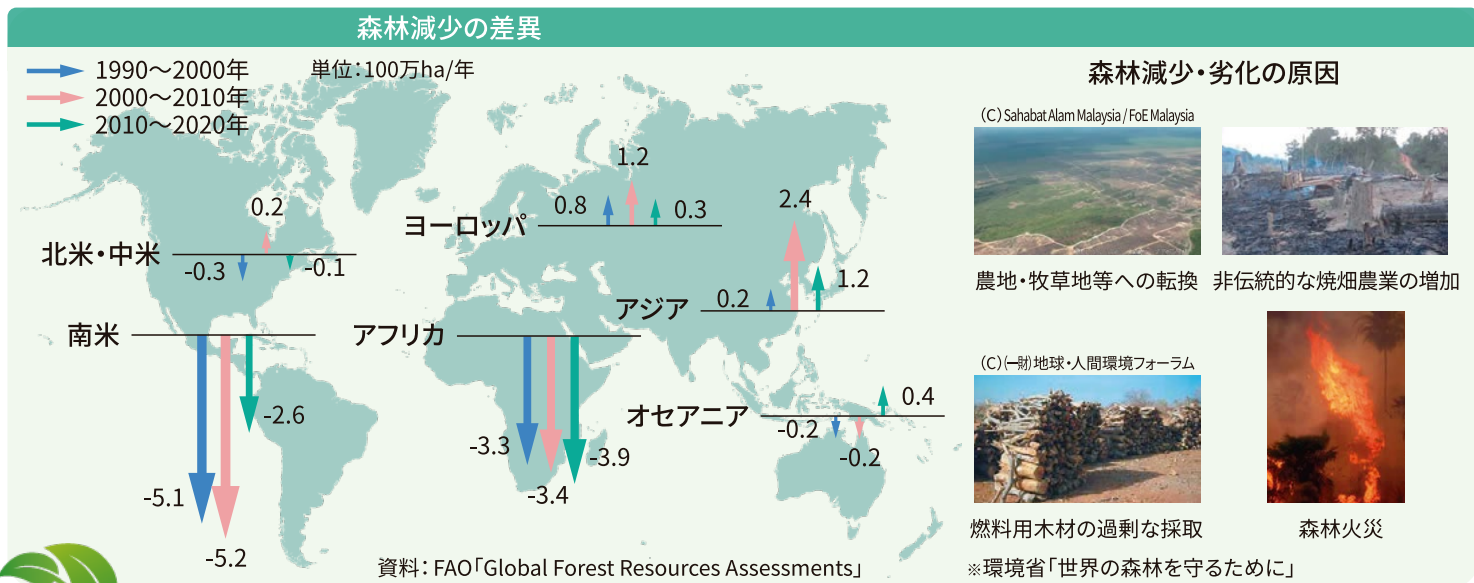 森林減少の差異
1990～2000年
2000～2010年
2010～2020年
単位：100万ha/年
北米・中米
0.2
-0.3
-0.1
南米
-5.1
-5.2
-2.6
ヨーロッパ
0.8
1.2
0.3
アフリカ
-3.3
-3.4
-3.9
アジア
0.2
2.4
1.2
オセアニア
-0.2
-0.2
0.4
資料：FAO「Global Forest Resources Assessments」
森林減少・劣化の原因
（C）Sahabat Alam Malaysia / FoE Malaysia
農地・牧草地等への転換
非伝統的な焼畑農業の増加
（C）(一財)地球・人間環境フォーラム
燃料用木材の過剰な採取
森林火災
※環境省「世界の森林を守るために」